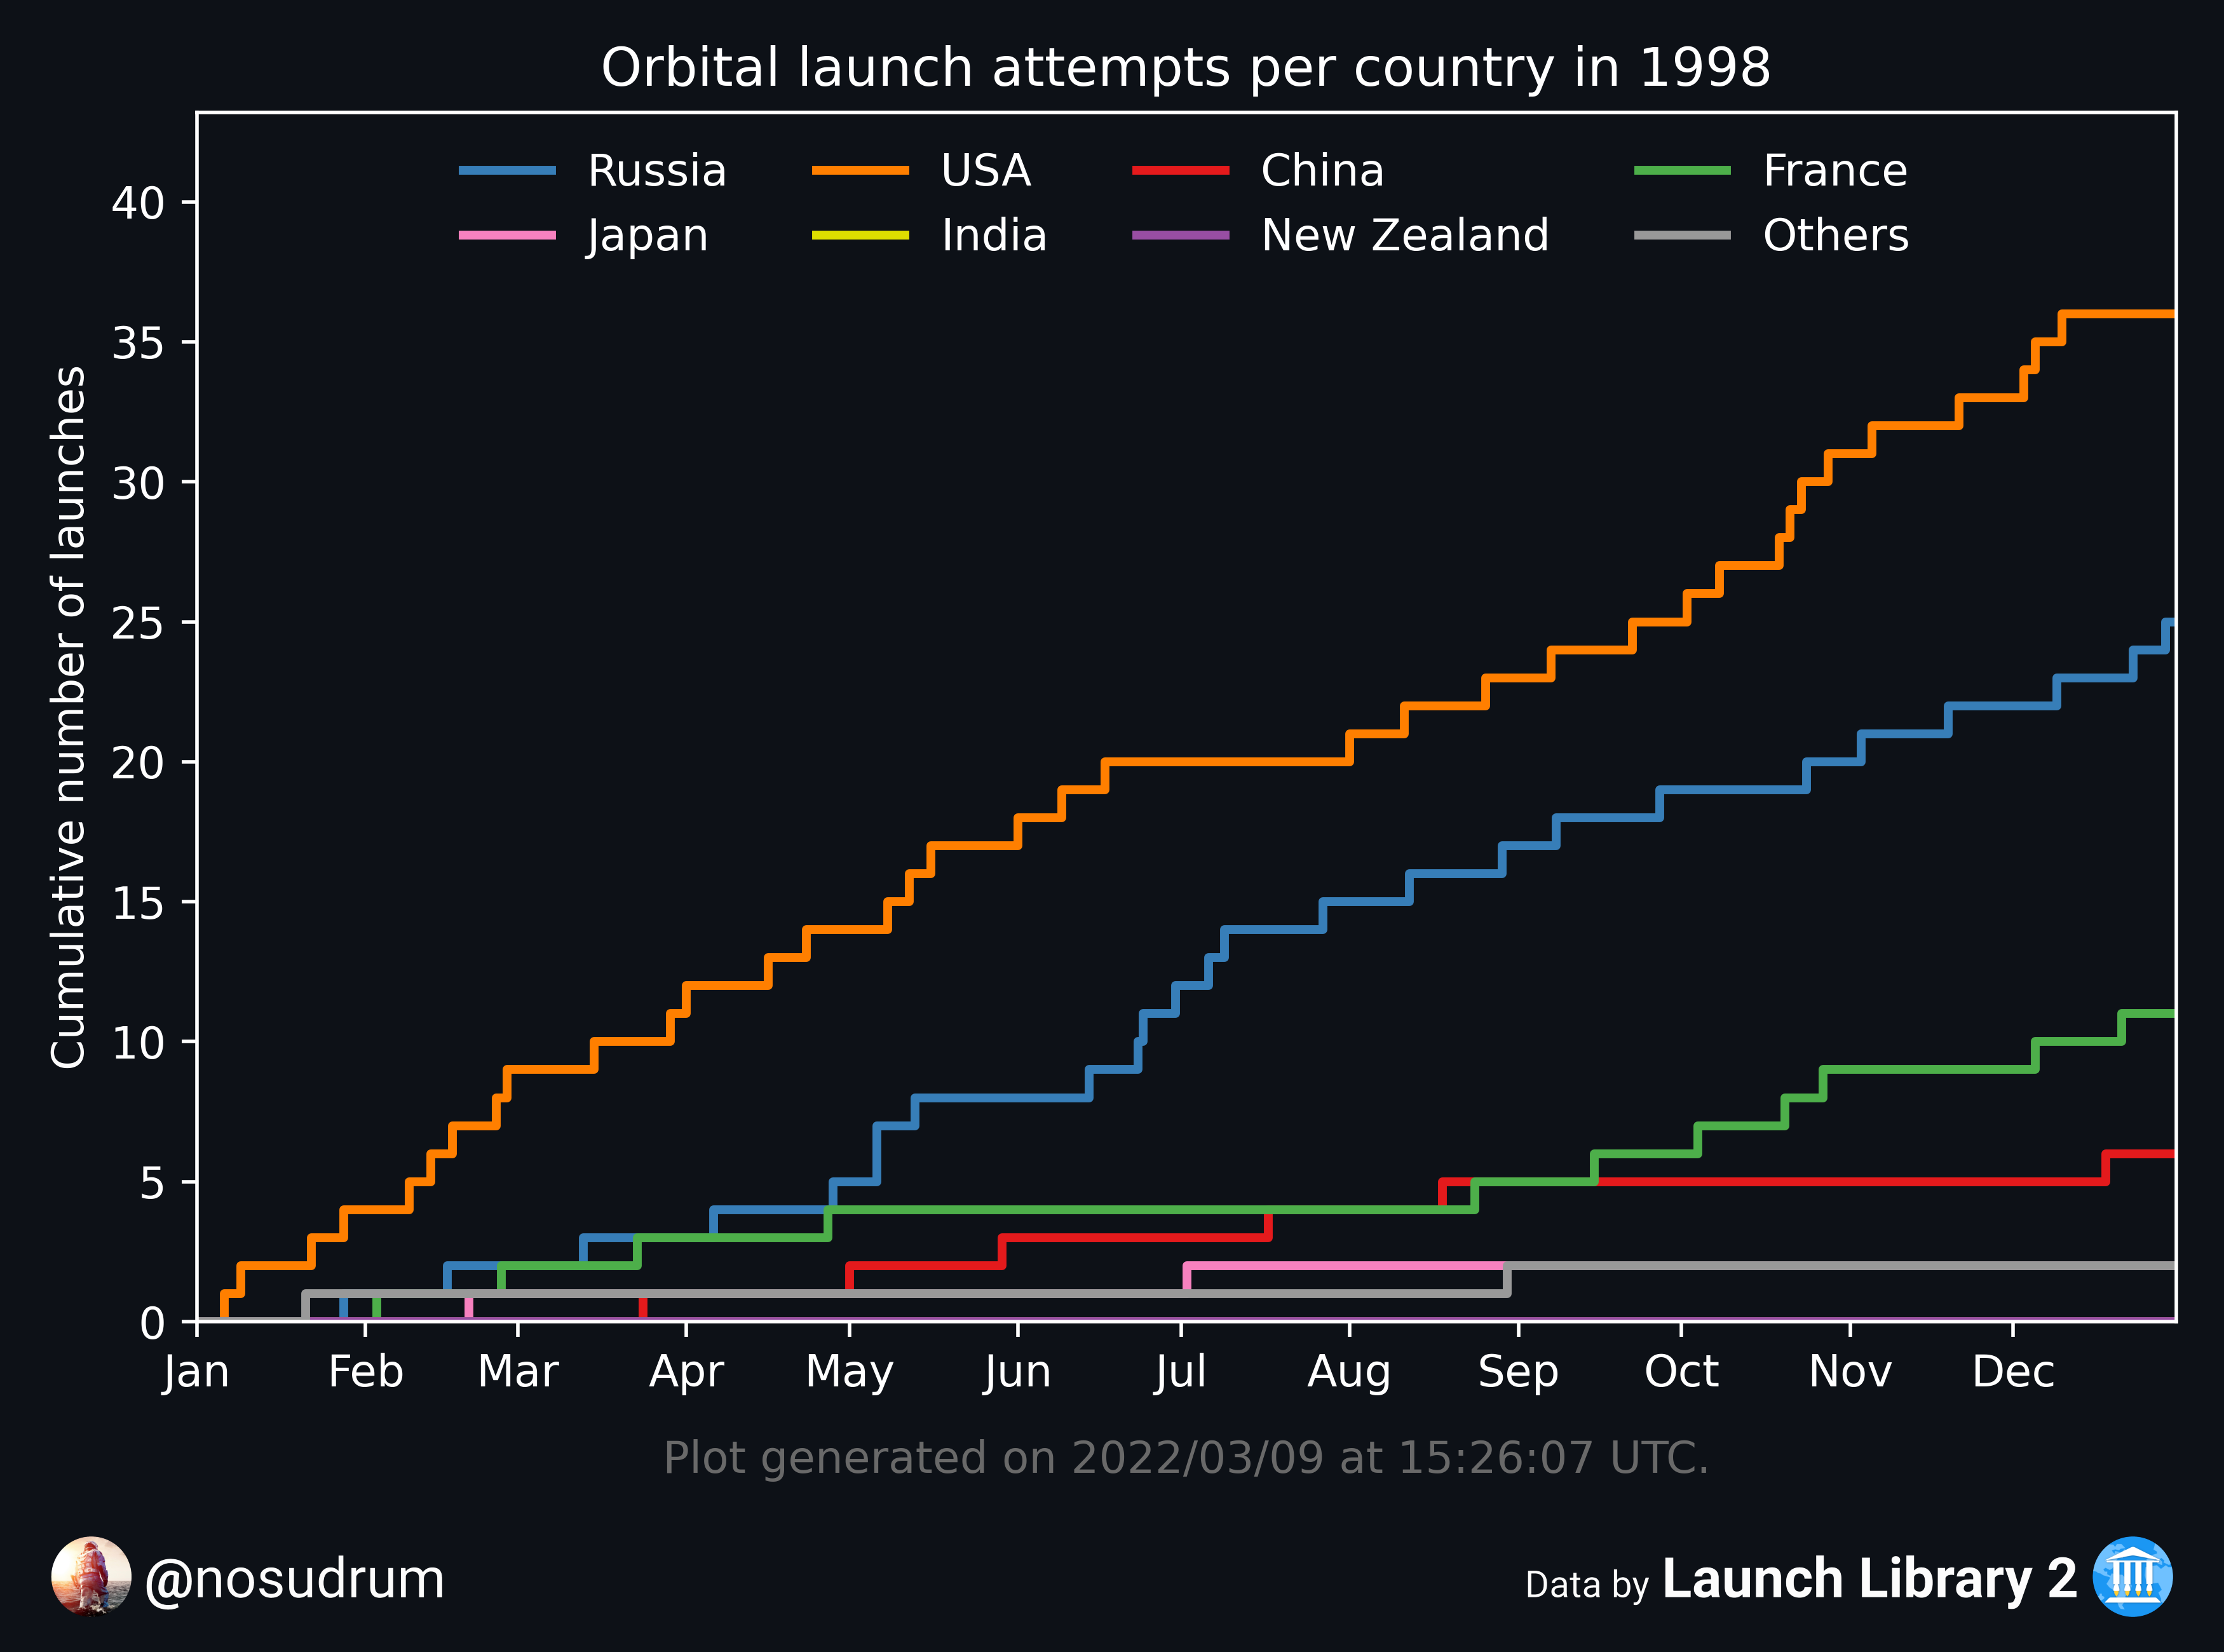 Orbital launch attempts per country in 1998
Russia USA China France
Japan India New Zealand Others
Cumulative number of launches
40
35
30
25
20
15
10
5
0
Jan Feb Mar Apr May Jun Jul Aug Sep Oct Nov Dec
Plot generated on 2022/03/09 at 15:26:07 UTC.
@nosudrum
Data by Launch Library 2